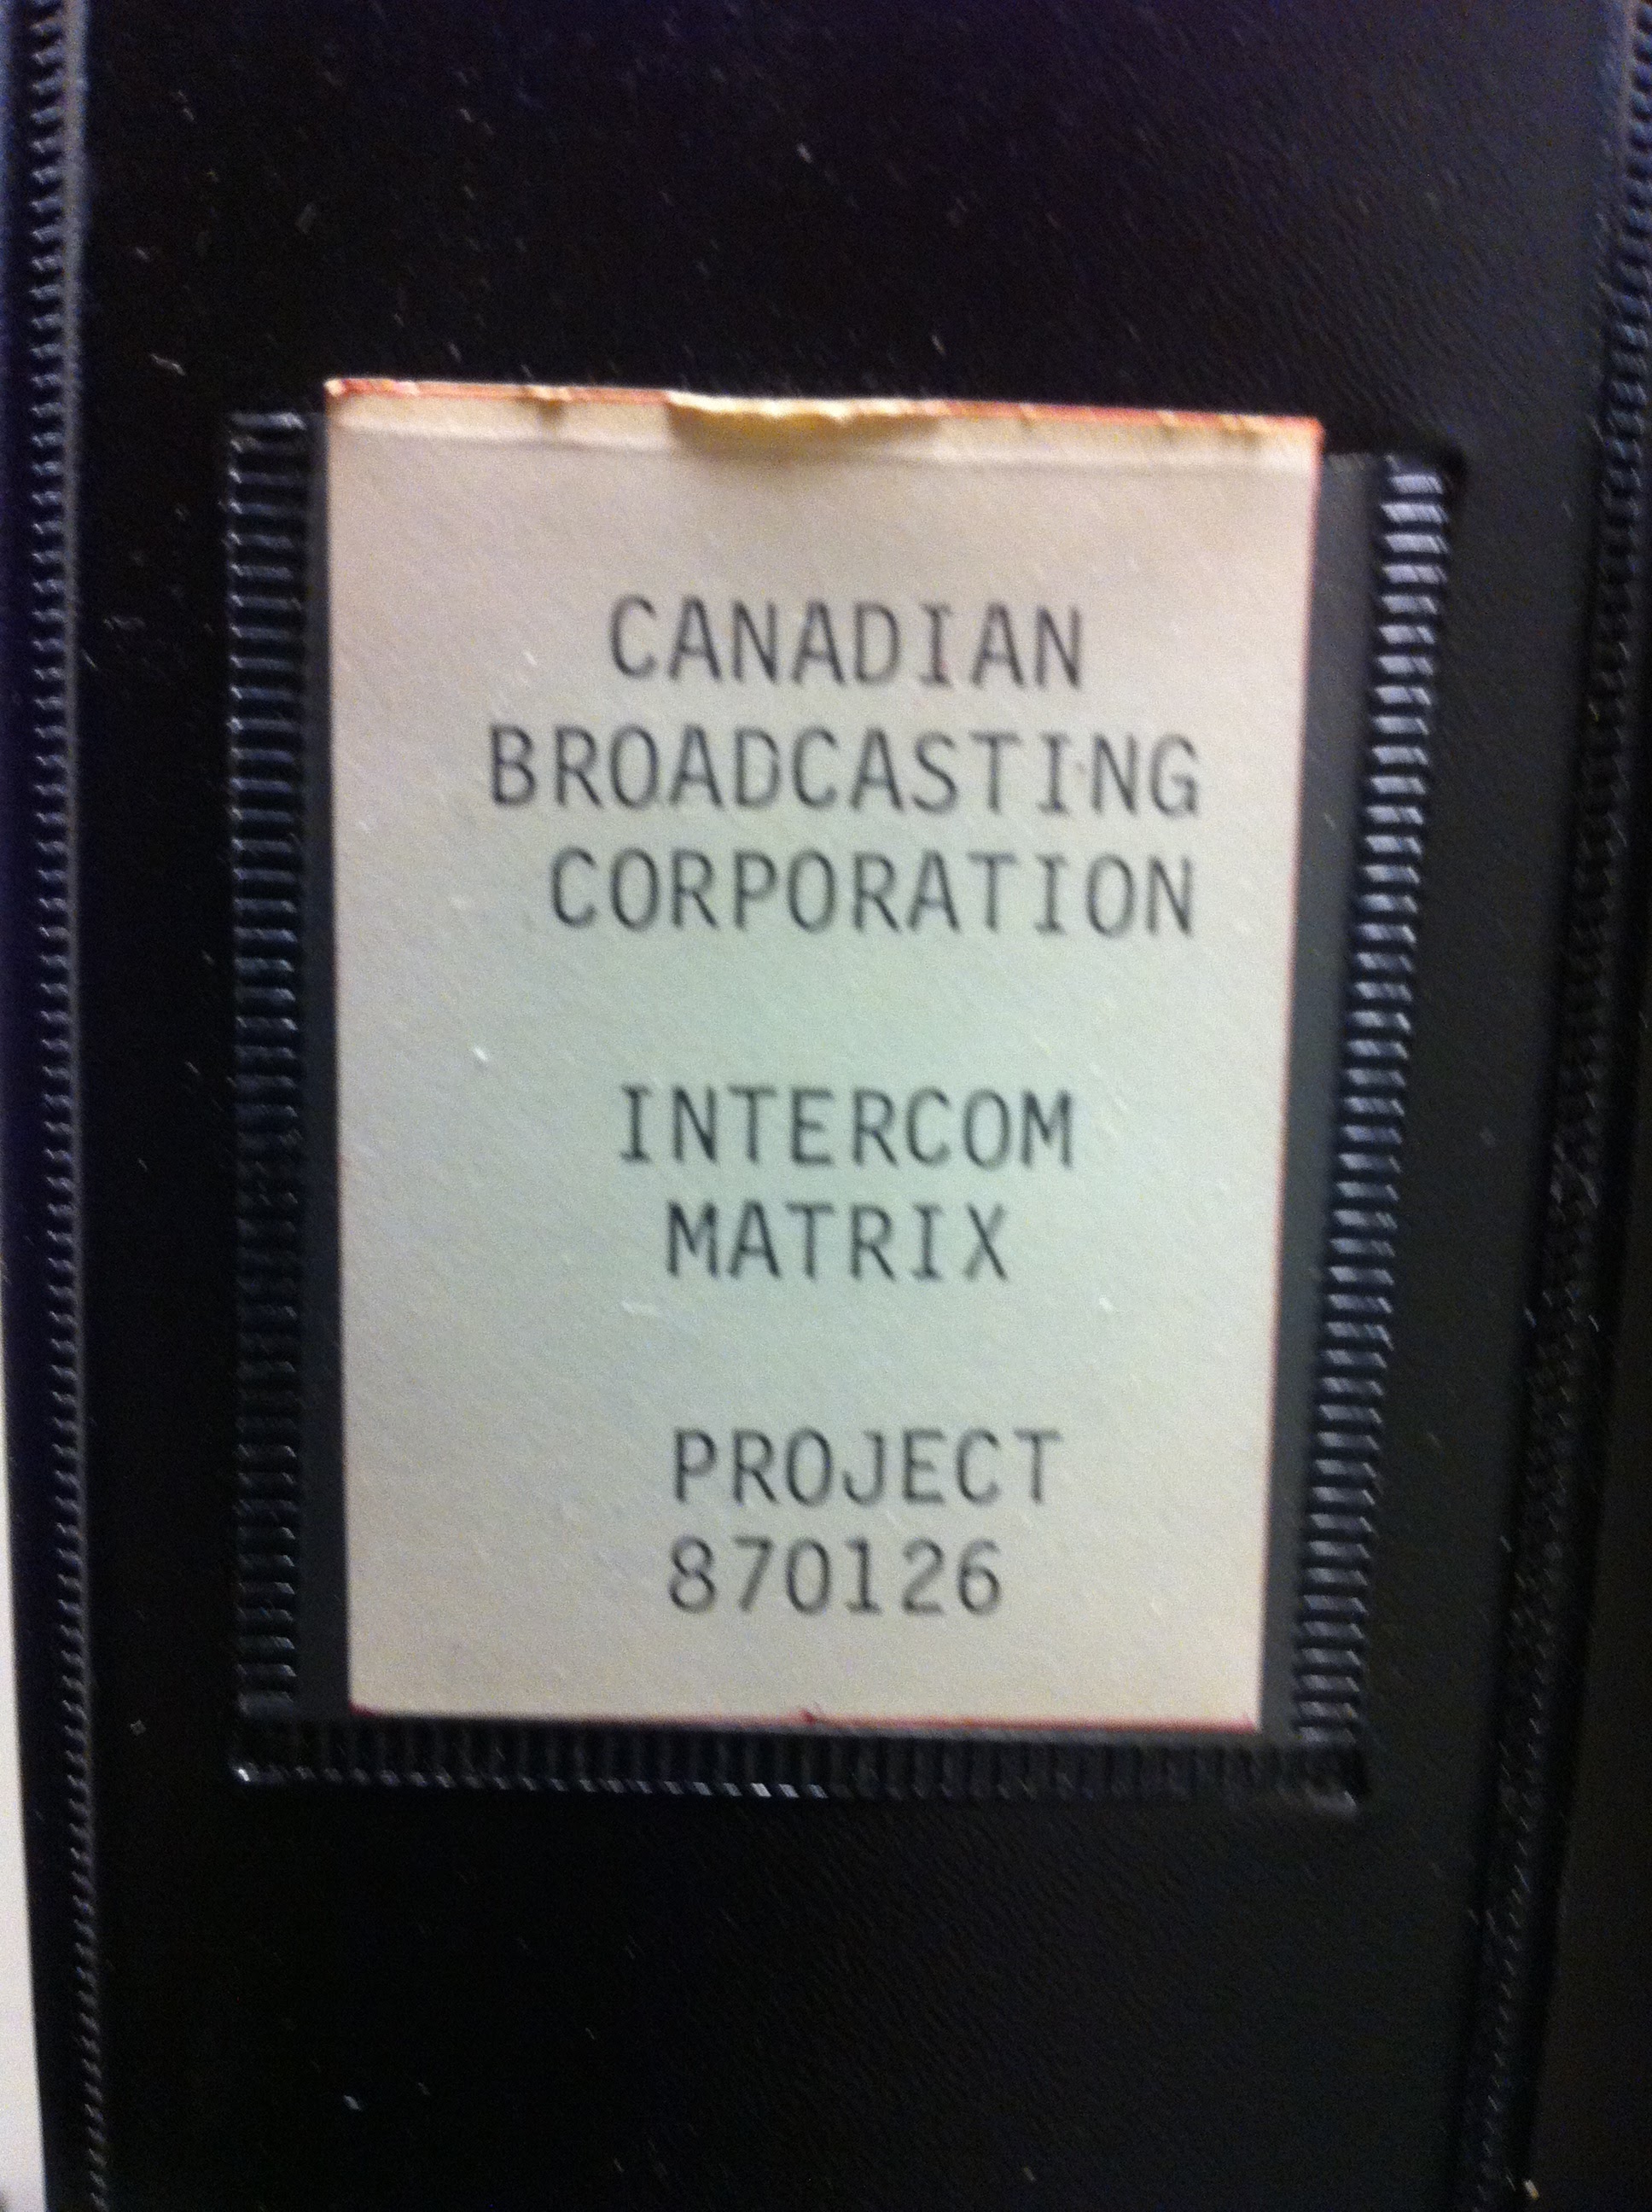 CANADIAN
BROADCASTING
CORPORATION
INTERCOM
MATRIX
PROJECT
870126